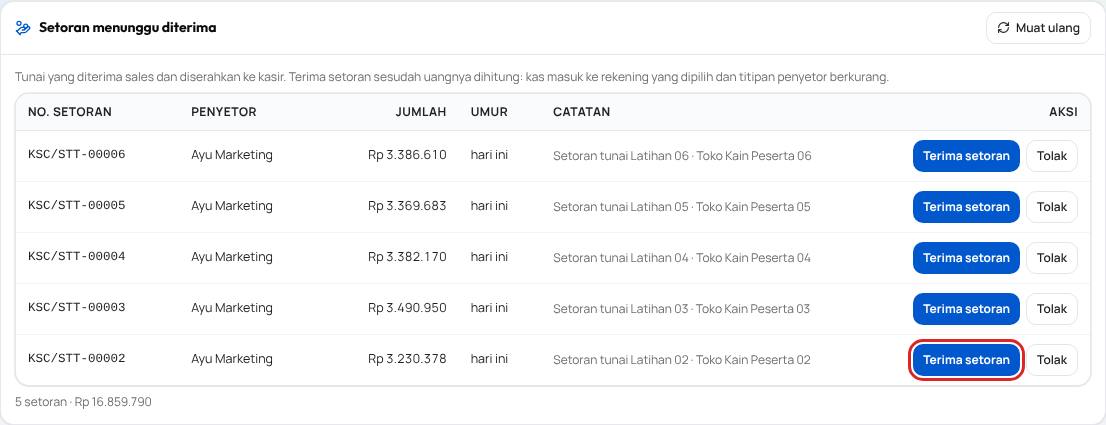 Setoran menunggu diterima
Muat ulang
Tunai yang diterima sales dan diserahkan ke kasir. Terima setoran sesudah uangnya dihitung: kas masuk ke rekening yang dipilih dan titipan penyetor berkurang.
NO. SETORAN PENYETOR JUMLAH UMUR CATATAN AKSI
KSC/STT-00006 Ayu Marketing Rp 3.386.610 hari ini Setoran tunai Latihan 06 · Toko Kain Peserta 06 Terima setoran Tolak
KSC/STT-00005 Ayu Marketing Rp 3.369.683 hari ini Setoran tunai Latihan 05 · Toko Kain Peserta 05 Terima setoran Tolak
KSC/STT-00004 Ayu Marketing Rp 3.382.170 hari ini Setoran tunai Latihan 04 · Toko Kain Peserta 04 Terima setoran Tolak
KSC/STT-00003 Ayu Marketing Rp 3.490.950 hari ini Setoran tunai Latihan 03 · Toko Kain Peserta 03 Terima setoran Tolak
KSC/STT-00002 Ayu Marketing Rp 3.230.378 hari ini Setoran tunai Latihan 02 · Toko Kain Peserta 02 Terima setoran Tolak
5 setoran · Rp 16.859.790